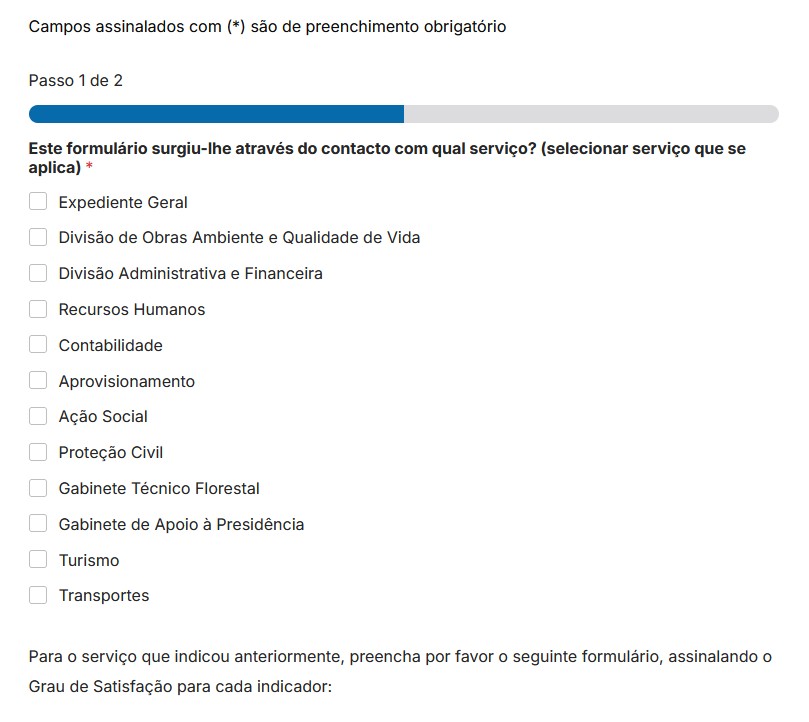 Campos assinalados com (*) são de preenchimento obrigatório
Passo 1 de 2
Este formulário surgiu-lhe através do contacto com qual serviço? (selecionar serviço que se
aplica) *
Expediente Geral
Divisão de Obras Ambiente e Qualidade de Vida
Divisão Administrativa e Financeira
Recursos Humanos
Contabilidade
Aprovisionamento
Ação Social
Proteção Civil
Gabinete Técnico Florestal
Gabinete de Apoio à Presidência
Turismo
Transportes
Para o serviço que indicou anteriormente, preencha por favor o seguinte formulário, assinalando o
Grau de Satisfação para cada indicador: